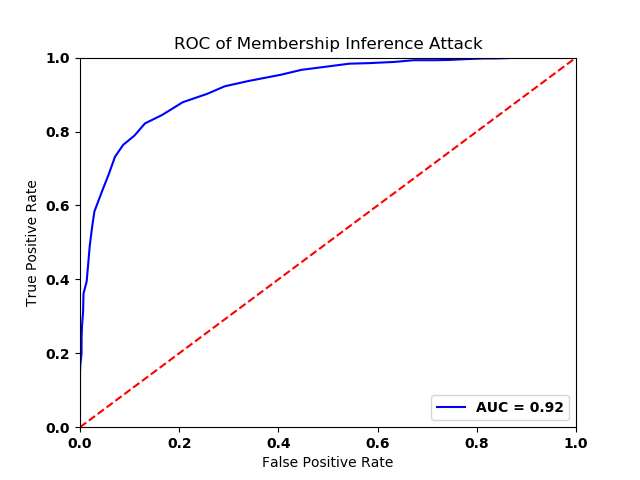 ROC of Membership Inference Attack
1.0
0.8
0.6
0.4
0.2
0.0
True Positive Rate
AUC = 0.92
0.0 0.2 0.4 0.6 0.8 1.0
False Positive Rate